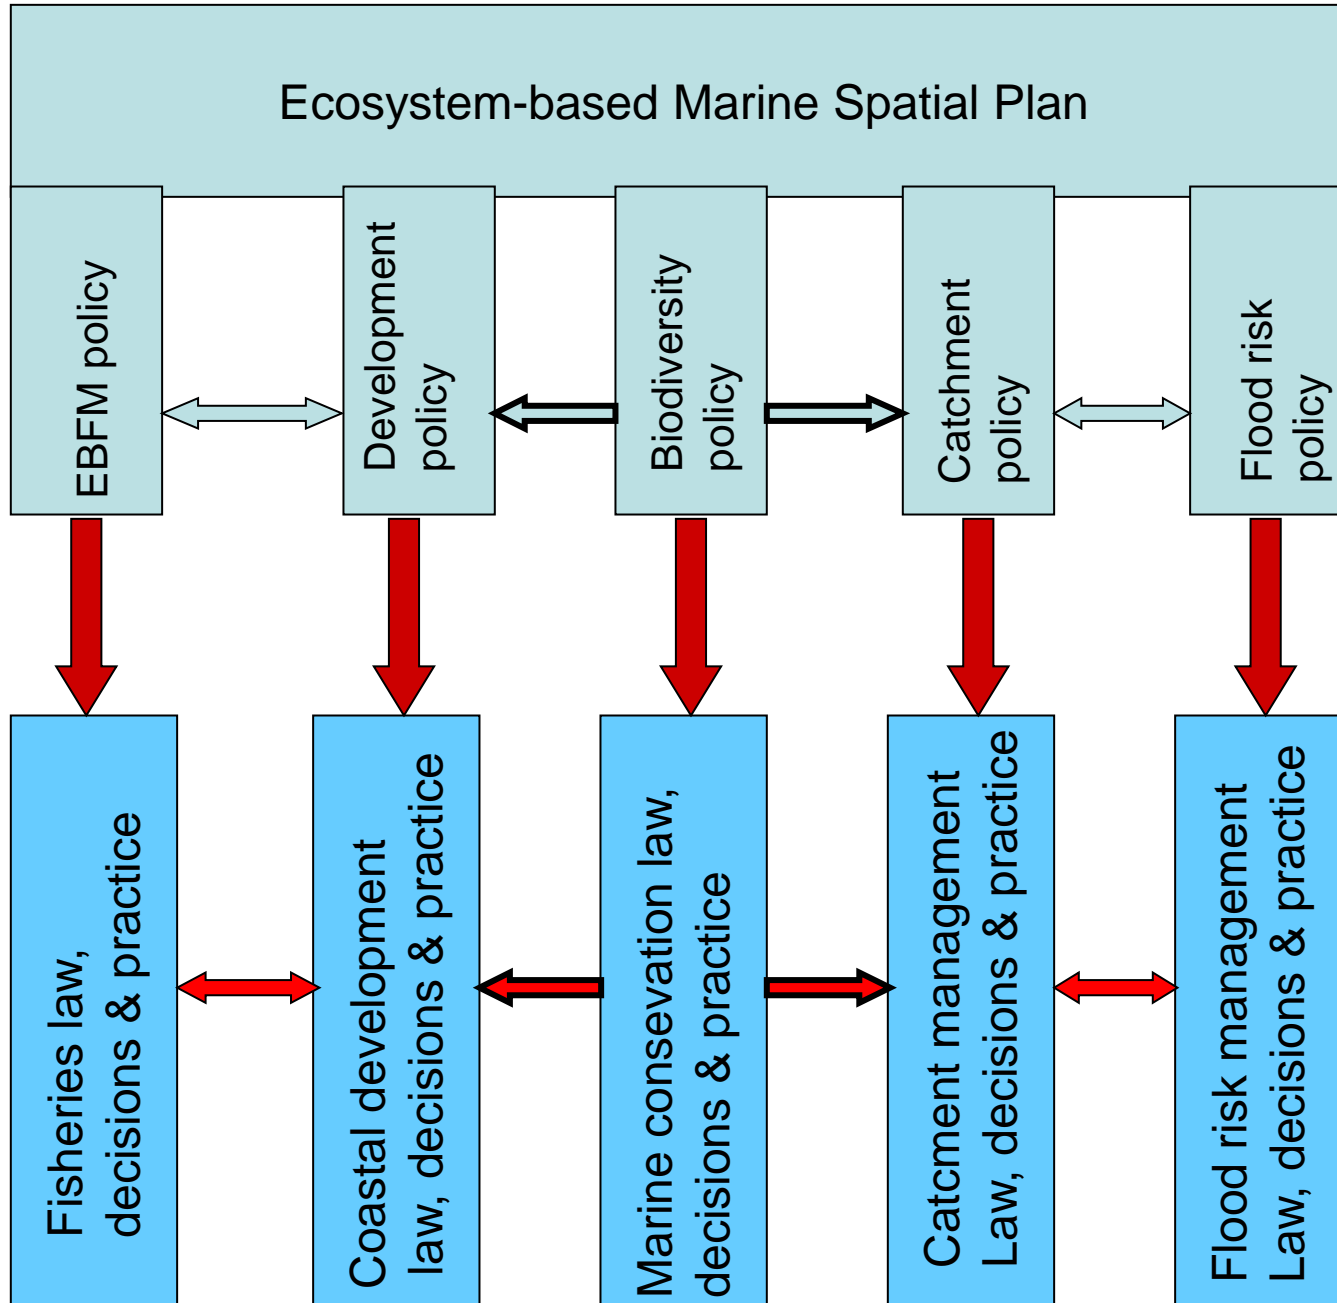 Ecosystem-based Marine Spatial Plan
EBFM policy
Development
policy
Biodiversity
policy
Catchment
policy
Flood risk
policy
Fisheries law,
decisions & practice
Coastal development
law, decisions & practice
Marine consevation law,
decisions & practice
Catcment management
Law, decisions & practice
Flood risk management
Law, decisions & practice